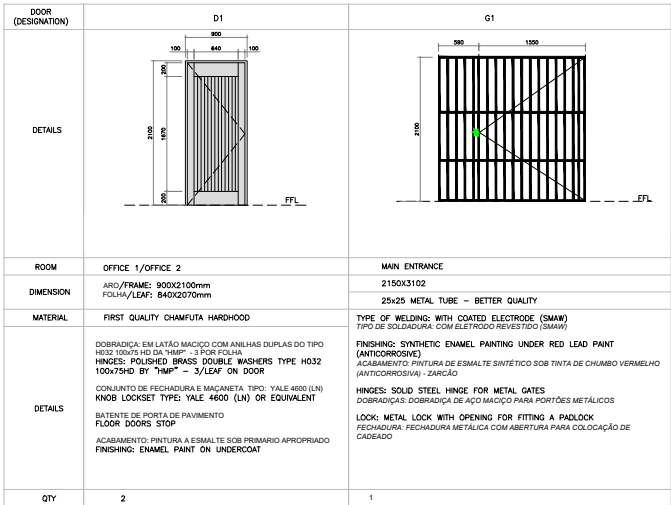 DOOR
(DESIGNATION)
D1
G1
DETAILS
900
100
640
100
200
2100
1670
200
FFL
590
1550
2100
FFL
ROOM
OFFICE 1/OFFICE 2
MAIN ENTRANCE
DIMENSION
ARO/FRAME: 900X2100mm
FOLHA/LEAF: 840X2070mm
2150X3102
25x25 METAL TUBE – BETTER QUALITY
MATERIAL
FIRST QUALITY CHAMFUTA HARDHOOD
DETAILS
DOBRADIÇA: EM LATÃO MACIÇO COM ANILHAS DUPLAS DO TIPO
H032 100x75 HD DA "HMP" - 3 POR FOLHA
HINGES: POLISHED BRASS DOUBLE WASHERS TYPE H032
100x75HD BY "HMP" – 3/LEAF ON DOOR
CONJUNTO DE FECHADURA E MAÇANETA TIPO: YALE 4600 (LN)
KNOB LOCKSET TYPE: YALE 4600 (LN) OR EQUIVALENT
BATENTE DE PORTA DE PAVIMENTO
FLOOR DOORS STOP
ACABAMENTO: PINTURA A ESMALTE SOB PRIMARIO APROPRIADO
FINISHING: ENAMEL PAINT ON UNDERCOAT
TYPE OF WELDING: WITH COATED ELECTRODE (SMAW)
TIPO DE SOLDADURA: COM ELETRODO REVESTIDO (SMAW)
FINISHING: SYNTHETIC ENAMEL PAINTING UNDER RED LEAD PAINT
(ANTICORROSIVE)
ACABAMENTO: PINTURA DE ESMALTE SINTÉTICO SOB TINTA DE CHUMBO VERMELHO
(ANTICORROSIVA) - ZARCÃO
HINGES: SOLID STEEL HINGE FOR METAL GATES
DOBRADIÇAS: DOBRADIÇA DE AÇO MACIÇO PARA PORTÕES METÁLICOS
LOCK: METAL LOCK WITH OPENING FOR FITTING A PADLOCK
FECHADURA: FECHADURA METÁLICA COM ABERTURA PARA COLOCAÇÃO DE
CADEADO
QTY
2
1